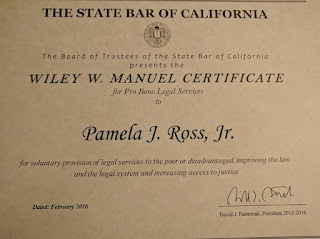 THE STATE BAR OF CALIFORNIA
The Board of Trustees of the State Bar of California
presents the
WILEY W. MANUEL CERTIFICATE
for Pro Bono Legal Services
to
Pamela J. Ross, Jr.
for voluntary provision of legal services to the poor or disadvantaged, improving the law
and the legal system and increasing access to justice
Dated: February 2016
David J. Pasternak, President 2015-2016